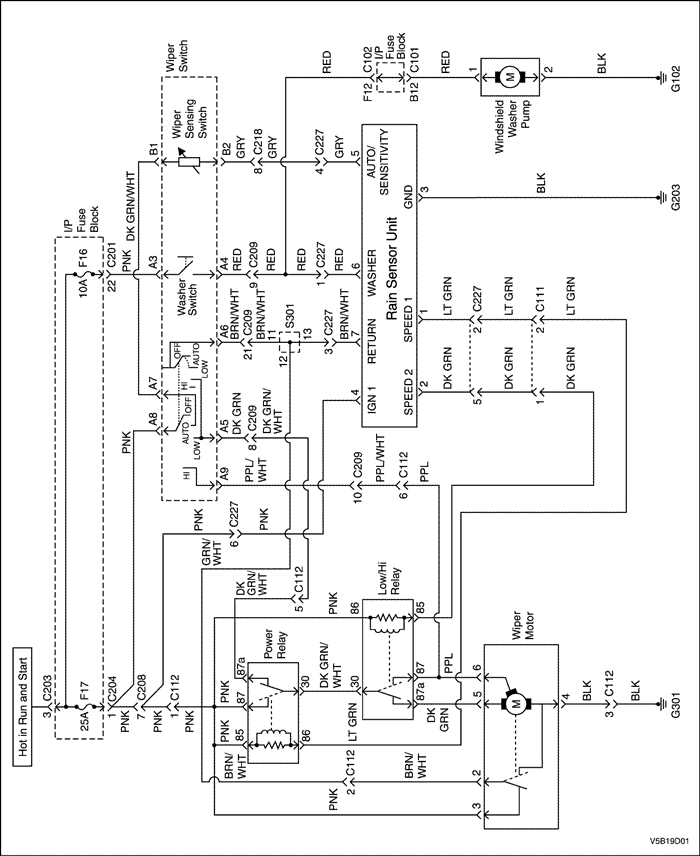 Hot in Run and Start
3
C203
I/P
Fuse
Block
25A
F17
10A
F16
1
C204
22
C201
PNK
PNK
7
C208
PNK
1
C112
PNK
PNK
PNK
PNK
DK GRN/WHT
Wiper
Switch
A8
A7
A3
B1
HI
AUTO
OFF
LOW
HI
OFF
AUTO
LOW
Washer
Switch
Wiper
Sensing
Switch
A9
A5
A6
A4
B2
PPL/
WHT
DK GRN
8
C209
DK GRN/
WHT
BRN/WHT
21
C209
BRN/WHT
RED
9
C209
RED
GRY
8
C218
GRY
GRN/
WHT
6
C227
PNK
11
S301
12
13
BRN/WHT
3
C227
1
C227
RED
4
C227
GRY
10
C209
PPL/WHT
6
C112
PPL
RED
F12
C102
I/P
Fuse
Block
B12
C101
RED
1
M
2
Windshield
Washer
Pump
BLK
G102
4
7
6
5
IGN 1
RETURN
WASHER
AUTO/
SENSITIVITY
Rain Sensor Unit
SPEED 2
SPEED 1
GND
2
1
3
BLK
G203
DK GRN
LT GRN
5
2
C227
DK GRN
LT GRN
1
2
C111
DK GRN
LT GRN
DK
GRN/
WHT
5
C112
PNK
PNK
85
87
87a
Power
Relay
86
30
BRN/
WHT
LT GRN
DK GRN/
WHT
30
86
Low/Hi
Relay
87a
87
85
DK
GRN
PPL
2
C112
PNK
BRN/
WHT
3
2
5
6
M
Wiper
Motor
4
BLK
3
C112
BLK
G301
V5B19D01